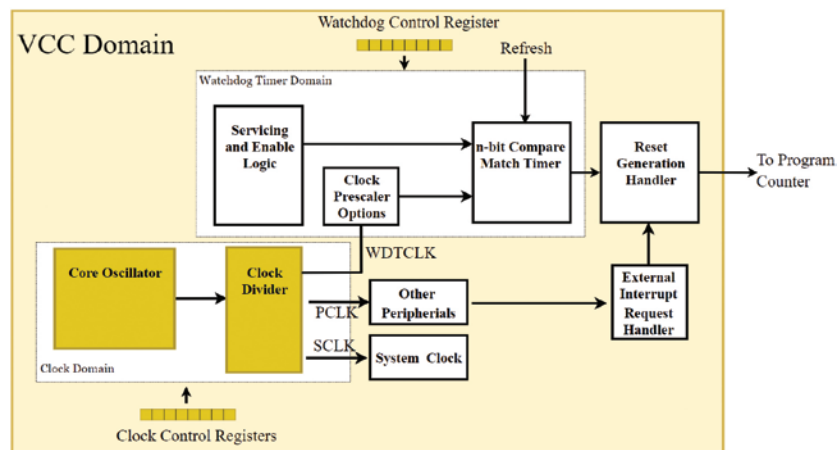 Watchdog Control Register
VCC Domain
Refresh
Watchdog Timer Domain
Servicing
and Enable
Logic
n-bit Compare
Match Timer
Reset
Generation
Handler
To Program
Counter
Clock
Prescaler
Options
WDTCLK
Core Oscillator
Clock
Divider
PCLK
Other
Peripherials
External
Interrupt
Request
Handler
SCLK
System Clock
Clock Domain
Clock Control Registers